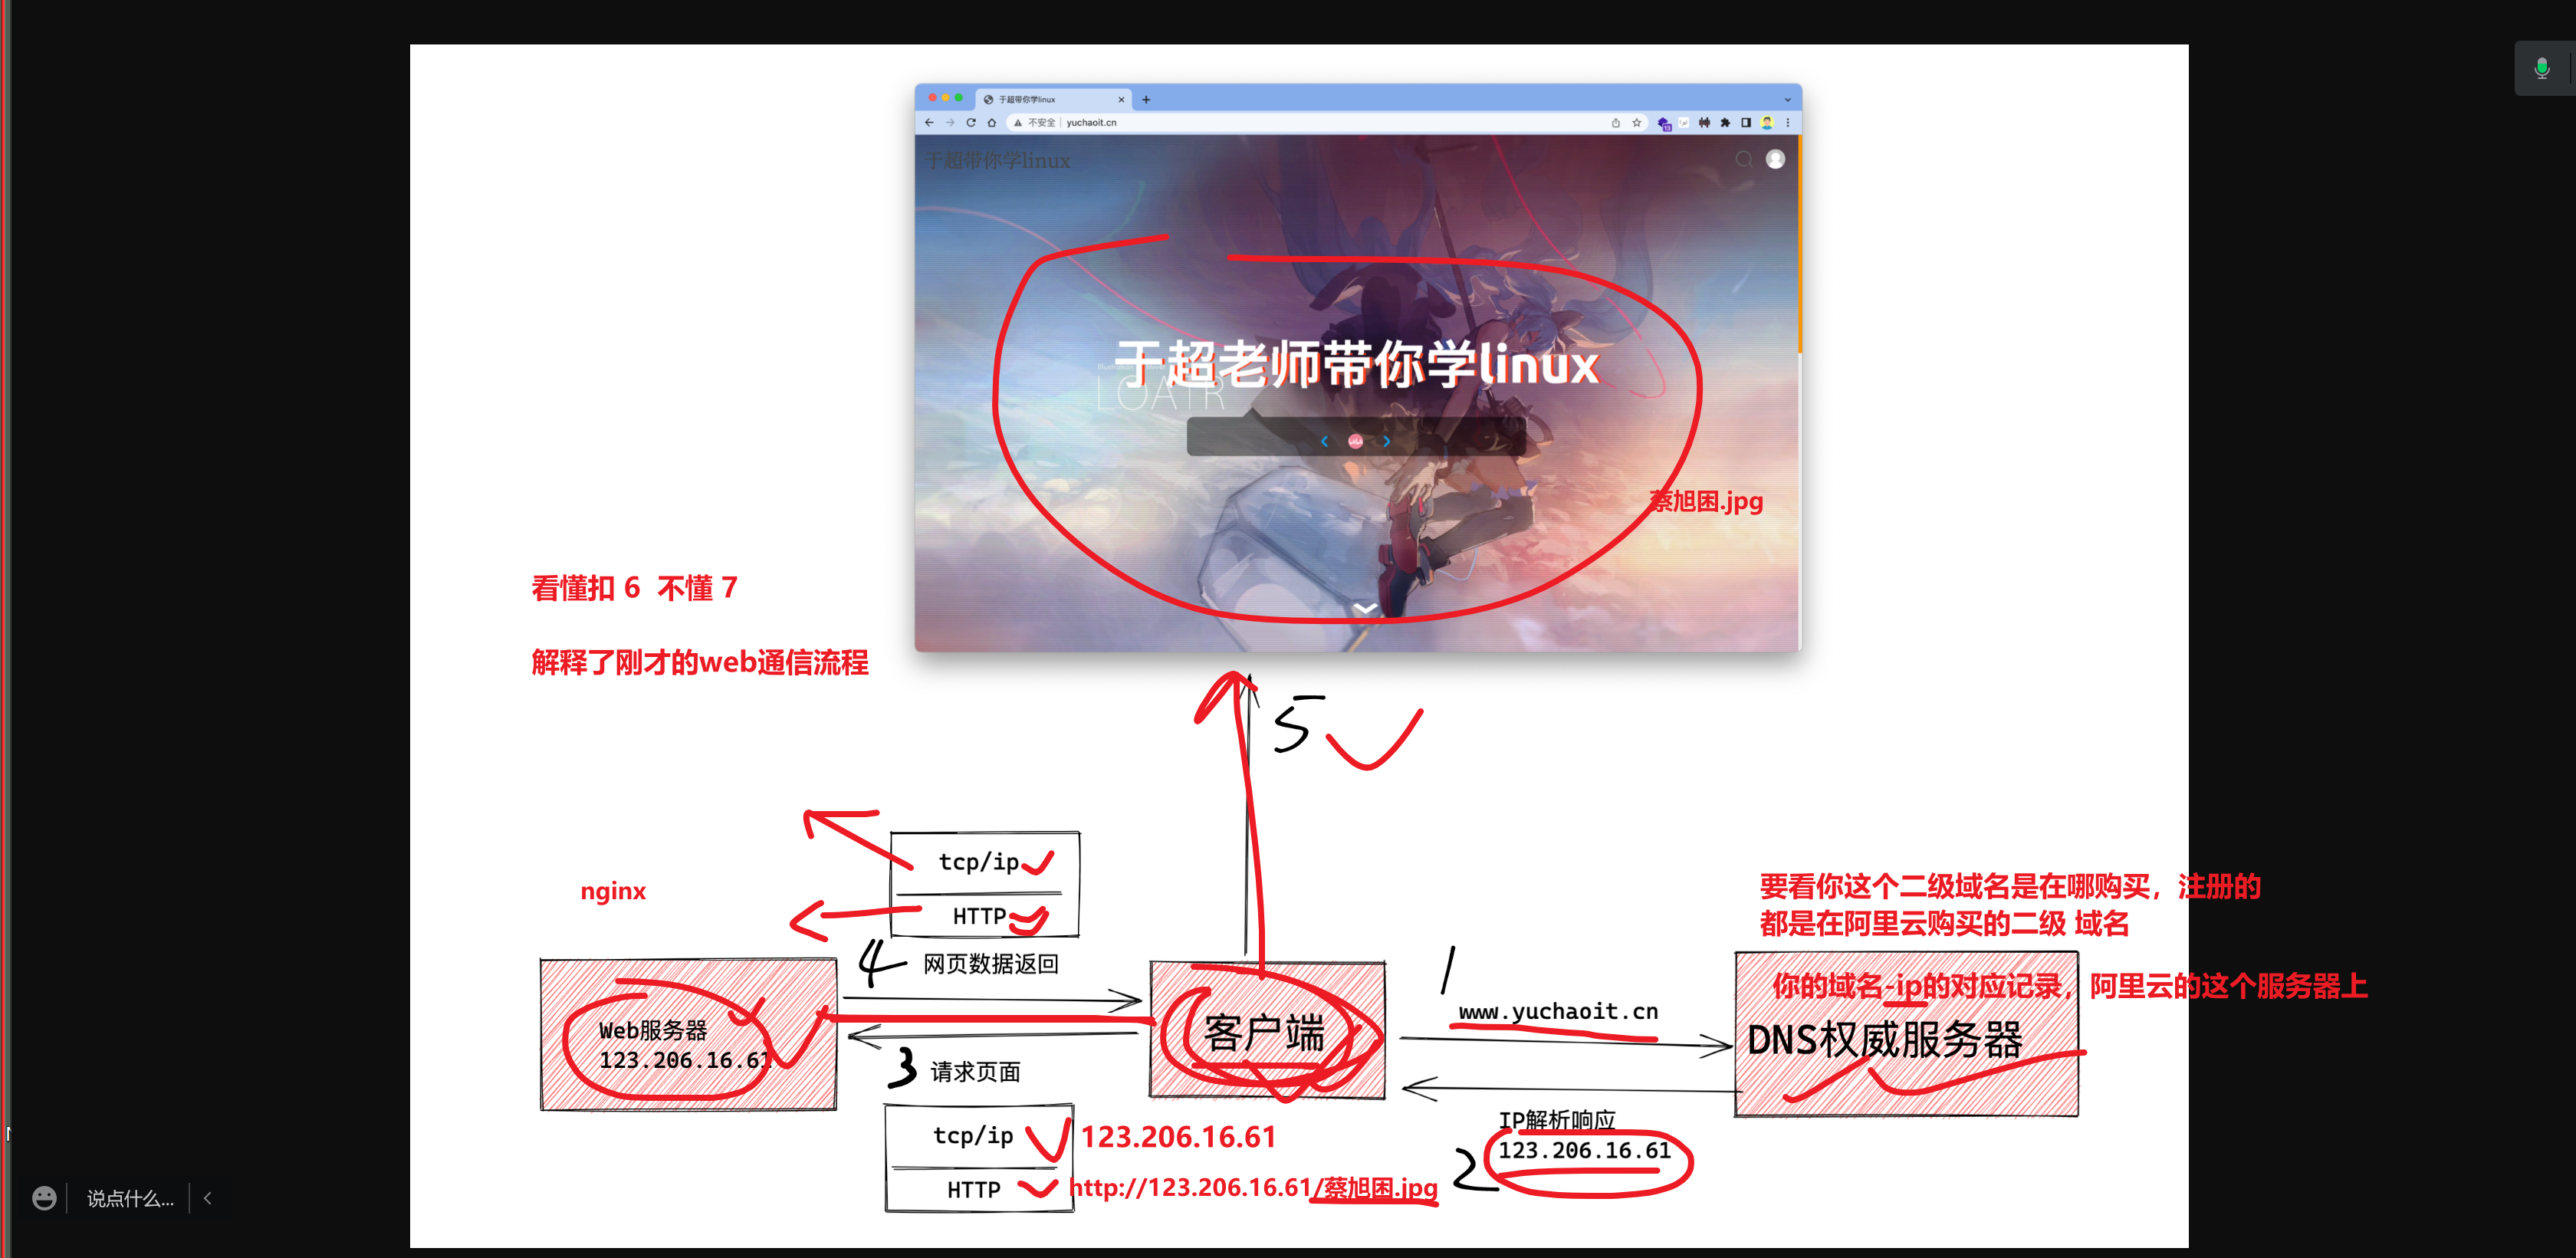 于超带你学linux
不安全 yuchaoit.cn
于超带你学linux
于超老师带你学linux
LOATR
蔡旭困.jpg
看懂扣 6 不懂 7
解释了刚才的web通信流程
5
tcp/ip
HTTP
nginx
4 网页数据返回
Web服务器
123.206.16.61
客户端
3 请求页面
tcp/ip 123.206.16.61
HTTP http://123.206.16.61/蔡旭困.jpg
1
www.yuchaoit.cn
要看你这个二级域名是在哪购买，注册的
都是在阿里云购买的二级 域名
你的域名-ip的对应记录，阿里云的这个服务器上
DNS权威服务器
IP解析响应
2 123.206.16.61
说点什么...